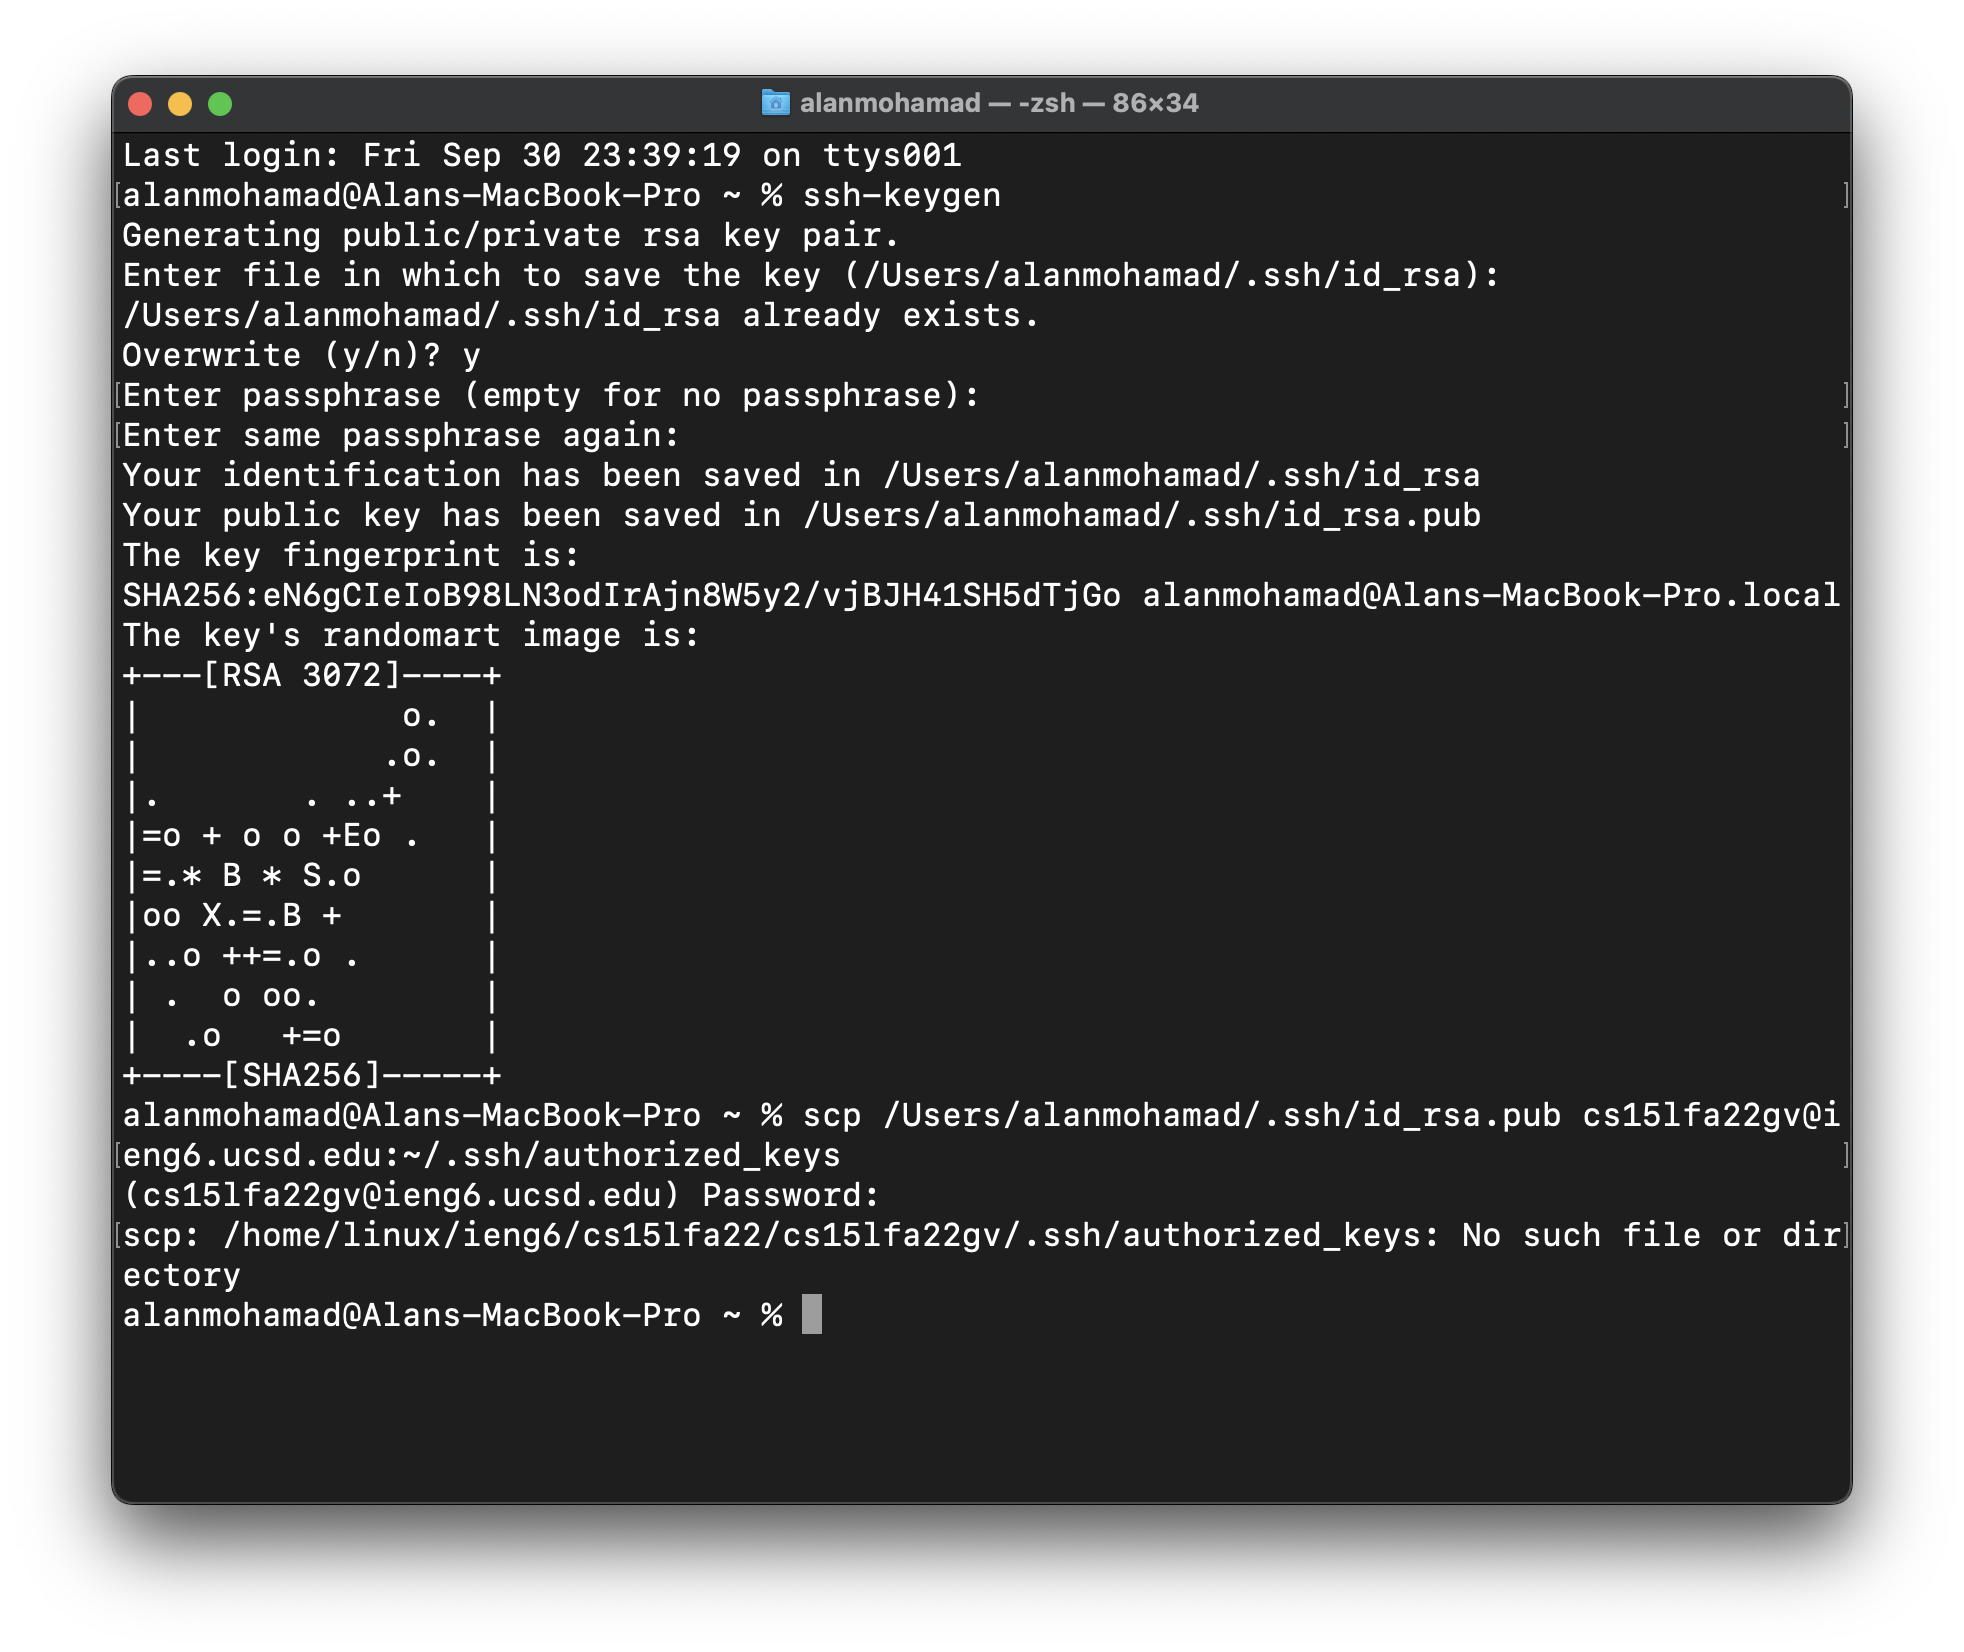 alanmohamad — -zsh — 86×34
Last login: Fri Sep 30 23:39:19 on ttys001
[alanmohamad@Alans-MacBook-Pro ~ % ssh-keygen ]
Generating public/private rsa key pair.
Enter file in which to save the key (/Users/alanmohamad/.ssh/id_rsa):
/Users/alanmohamad/.ssh/id_rsa already exists.
Overwrite (y/n)? y
[Enter passphrase (empty for no passphrase): ]
[Enter same passphrase again: ]
Your identification has been saved in /Users/alanmohamad/.ssh/id_rsa
Your public key has been saved in /Users/alanmohamad/.ssh/id_rsa.pub
The key fingerprint is:
SHA256:eN6gCIeIoB98LN3odIrAjn8W5y2/vjBJH41SH5dTjGo alanmohamad@Alans-MacBook-Pro.local
The key's randomart image is:
+---[RSA 3072]----+
|             o.  |
|            .o.  |
|.       . ..+    |
|=o + o o +Eo .   |
|=.* B * S.o      |
|oo X.=.B +       |
|..o ++=.o .      |
| .  o oo.        |
|  .o   +=o       |
+----[SHA256]-----+
alanmohamad@Alans-MacBook-Pro ~ % scp /Users/alanmohamad/.ssh/id_rsa.pub cs15lfa22gv@i
[eng6.ucsd.edu:~/.ssh/authorized_keys ]
(cs15lfa22gv@ieng6.ucsd.edu) Password:
[scp: /home/linux/ieng6/cs15lfa22/cs15lfa22gv/.ssh/authorized_keys: No such file or dir]
ectory
alanmohamad@Alans-MacBook-Pro ~ %